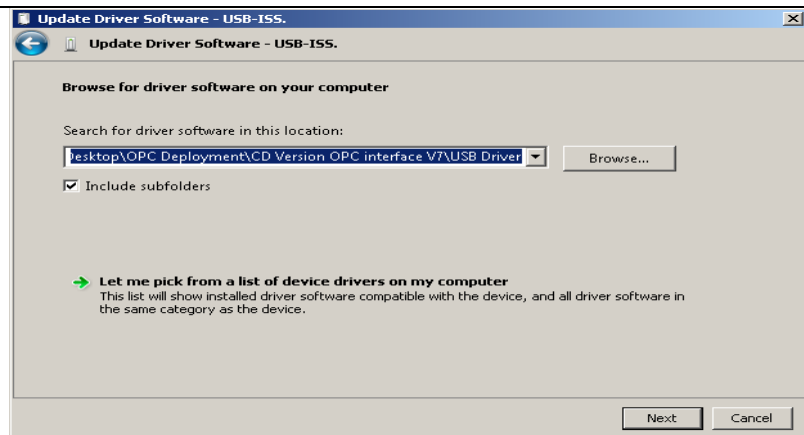 Update Driver Software - USB-ISS.
Update Driver Software - USB-ISS.
Browse for driver software on your computer
Search for driver software in this location:
Desktop\OPC Deployment\CD Version OPC interface V7\USB Driver
Browse...
Include subfolders
Let me pick from a list of device drivers on my computer
This list will show installed driver software compatible with the device, and all driver software in
the same category as the device.
Next
Cancel